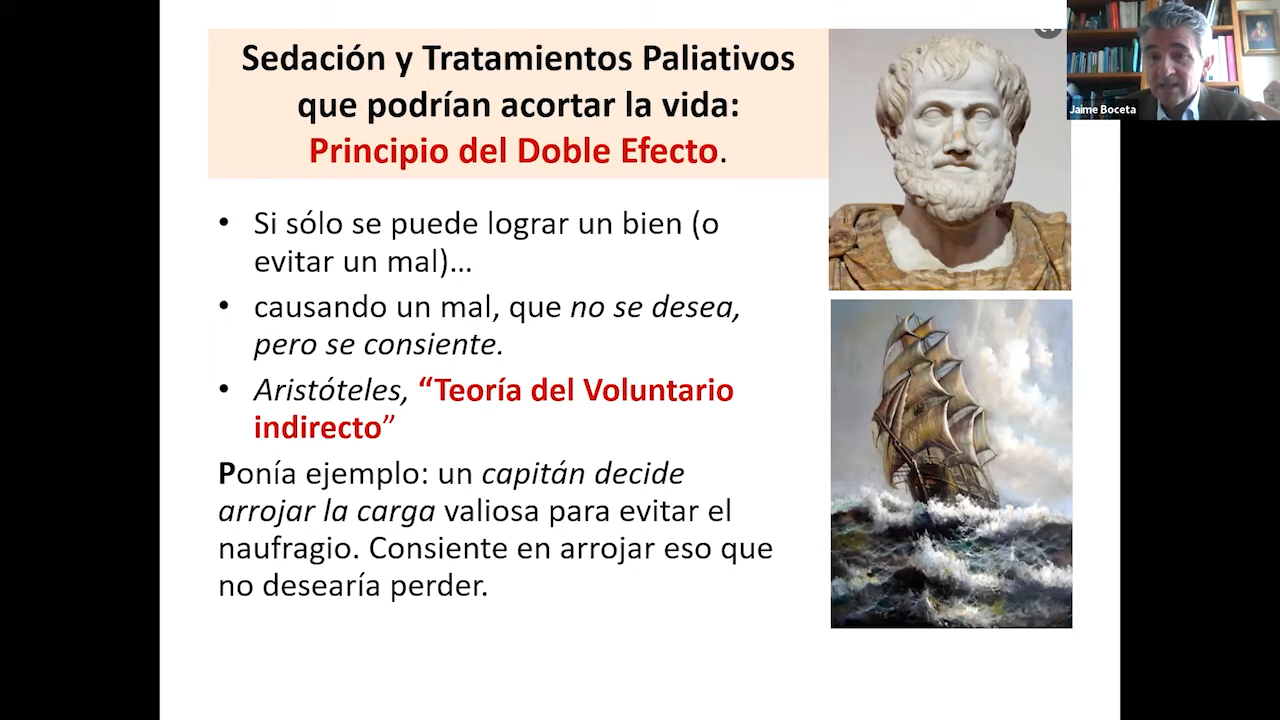 Sedación y Tratamientos Paliativos
que podrían acortar la vida:
Principio del Doble Efecto.
• Si sólo se puede lograr un bien (o
evitar un mal)...
• causando un mal, que no se desea,
pero se consiente.
• Aristóteles, “Teoría del Voluntario
indirecto”
Ponía ejemplo: un capitán decide
arrojar la carga valiosa para evitar el
naufragio. Consiente en arrojar eso que
no desearía perder.
Jaime Boceta